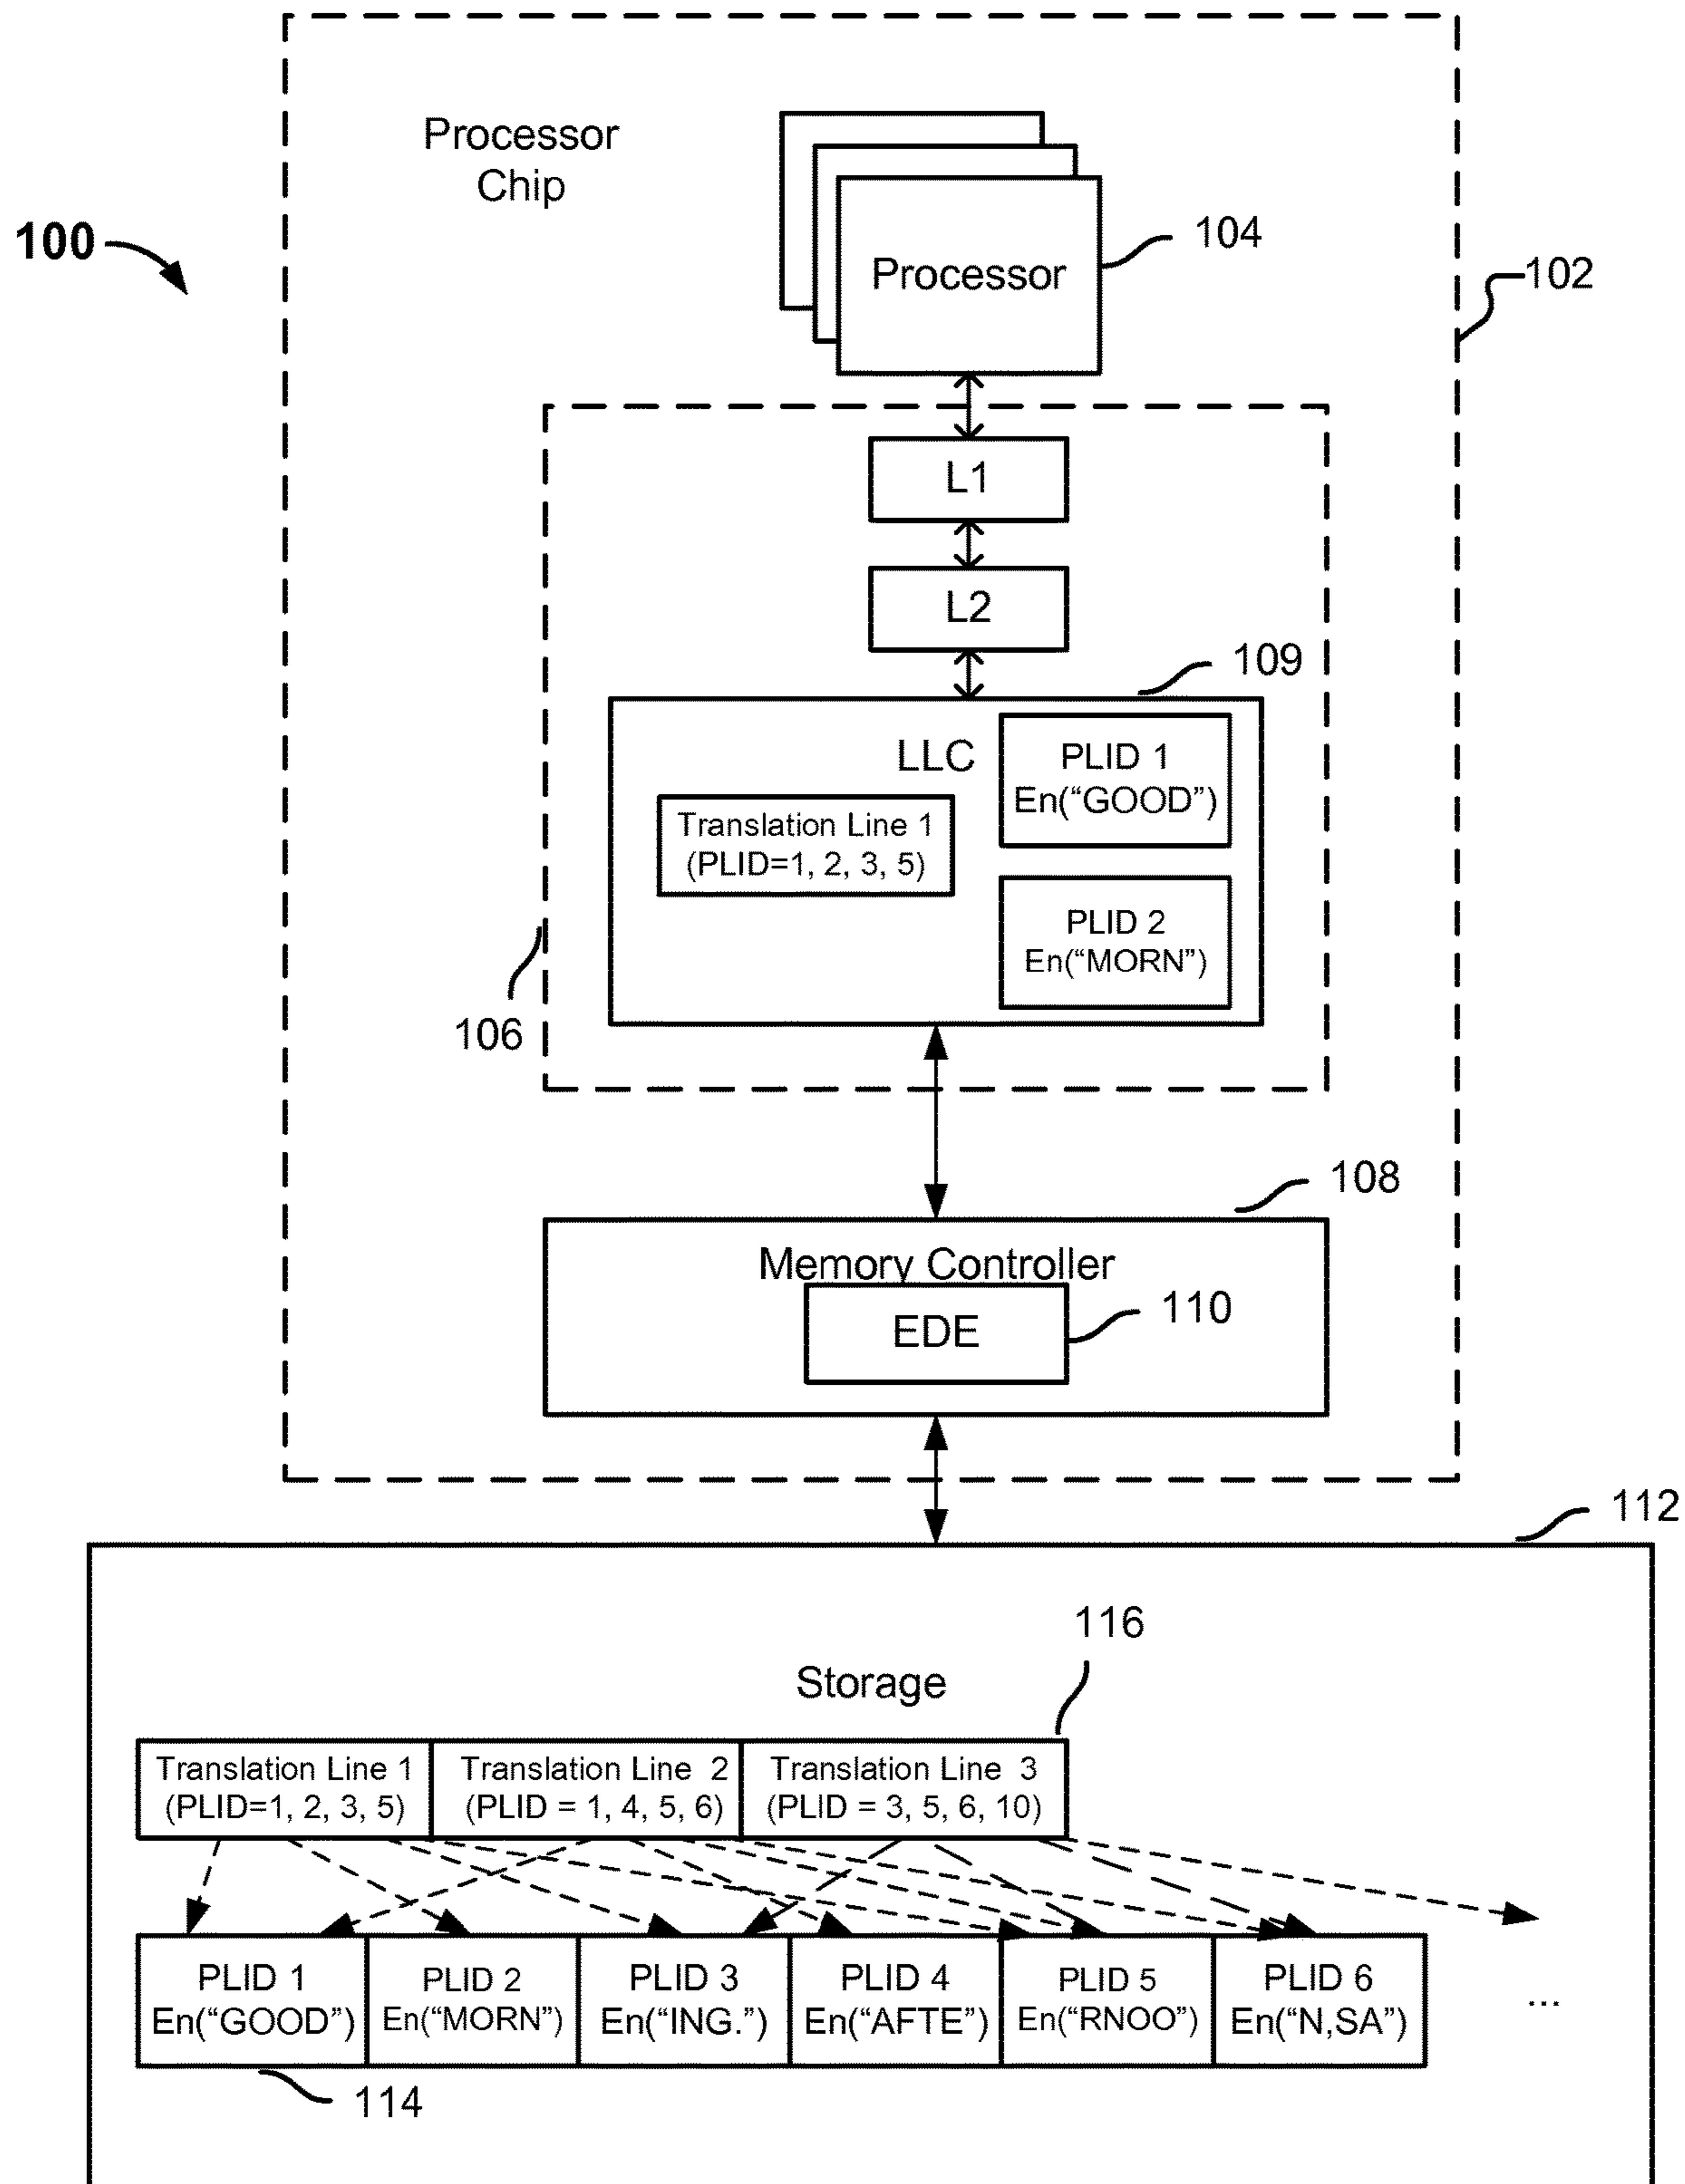 Processor
Chip
100
Processor
104
102
L1
L2
109
LLC
PLID 1
En(“GOOD”)
Translation Line 1
(PLID=1, 2, 3, 5)
PLID 2
En(“MORN”)
106
108
Memory Controller
EDE
110
112
116
Storage
Translation Line 1
(PLID=1, 2, 3, 5)
Translation Line 2
(PLID = 1, 4, 5, 6)
Translation Line 3
(PLID = 3, 5, 6, 10)
PLID 1
En(“GOOD”)
PLID 2
En(“MORN”)
PLID 3
En(“ING.”)
PLID 4
En(“AFTE”)
PLID 5
En(“RNOO”)
PLID 6
En(“N,SA”)
...
114